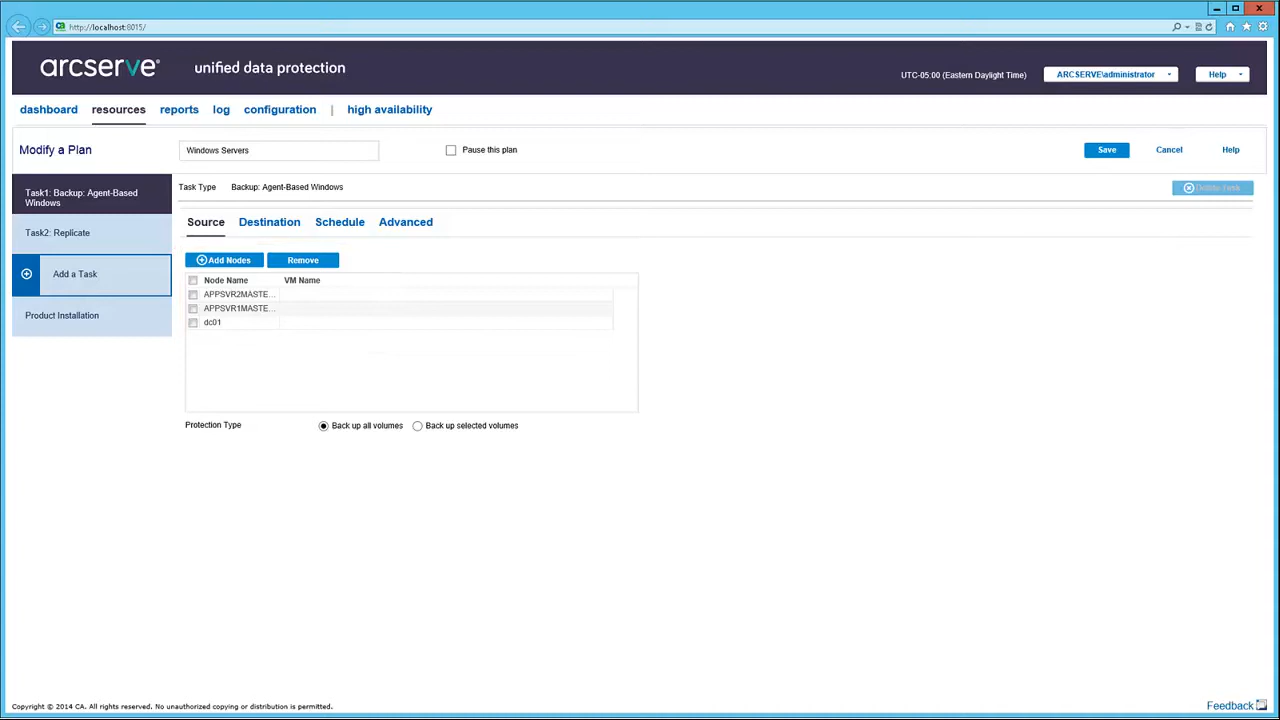 http://localhost:8015/
arcserve® unified data protection
UTC-05:00 (Eastern Daylight Time) ARCSERVE\administrator Help
dashboard resources reports log configuration | high availability
Modify a Plan Windows Servers Pause this plan Save Cancel Help
Task1: Backup: Agent-Based Windows
Task2: Replicate
Add a Task
Product Installation
Task Type Backup: Agent-Based Windows Delete Task
Source Destination Schedule Advanced
Add Nodes Remove
Node Name VM Name
APPSVR2MASTE...
APPSVR1MASTE...
dc01
Protection Type Back up all volumes Back up selected volumes
Copyright © 2014 CA. All rights reserved. No unauthorized copying or distribution is permitted.
Feedback